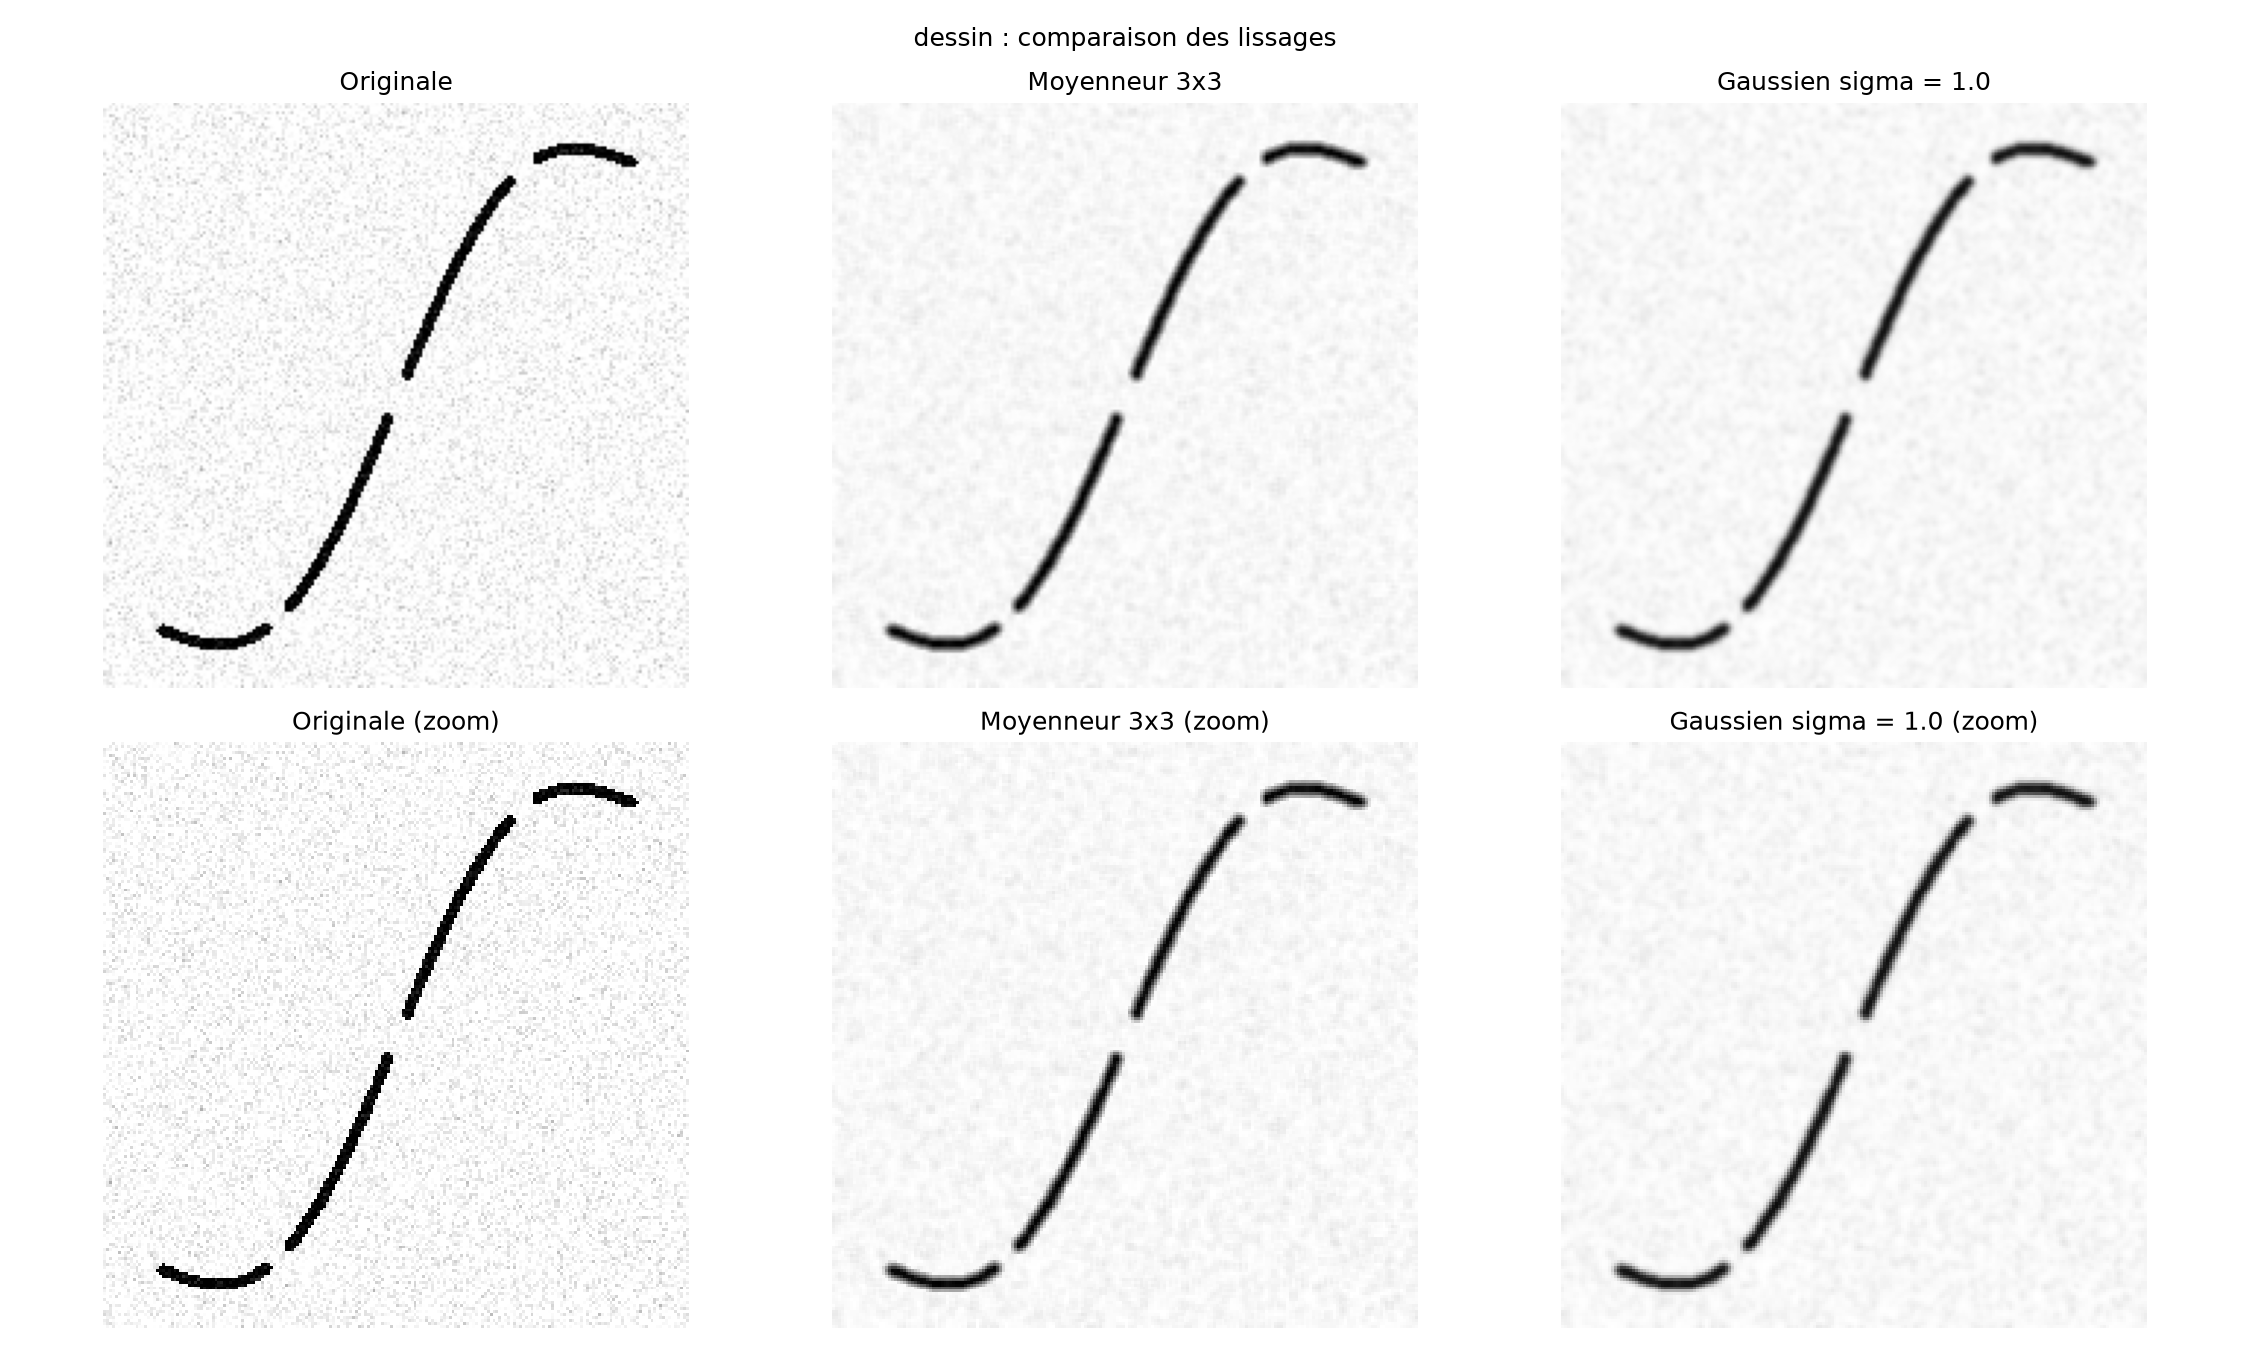 dessin : comparaison des lissages
Originale
Moyenneur 3x3
Gaussien sigma = 1.0
Originale (zoom)
Moyenneur 3x3 (zoom)
Gaussien sigma = 1.0 (zoom)